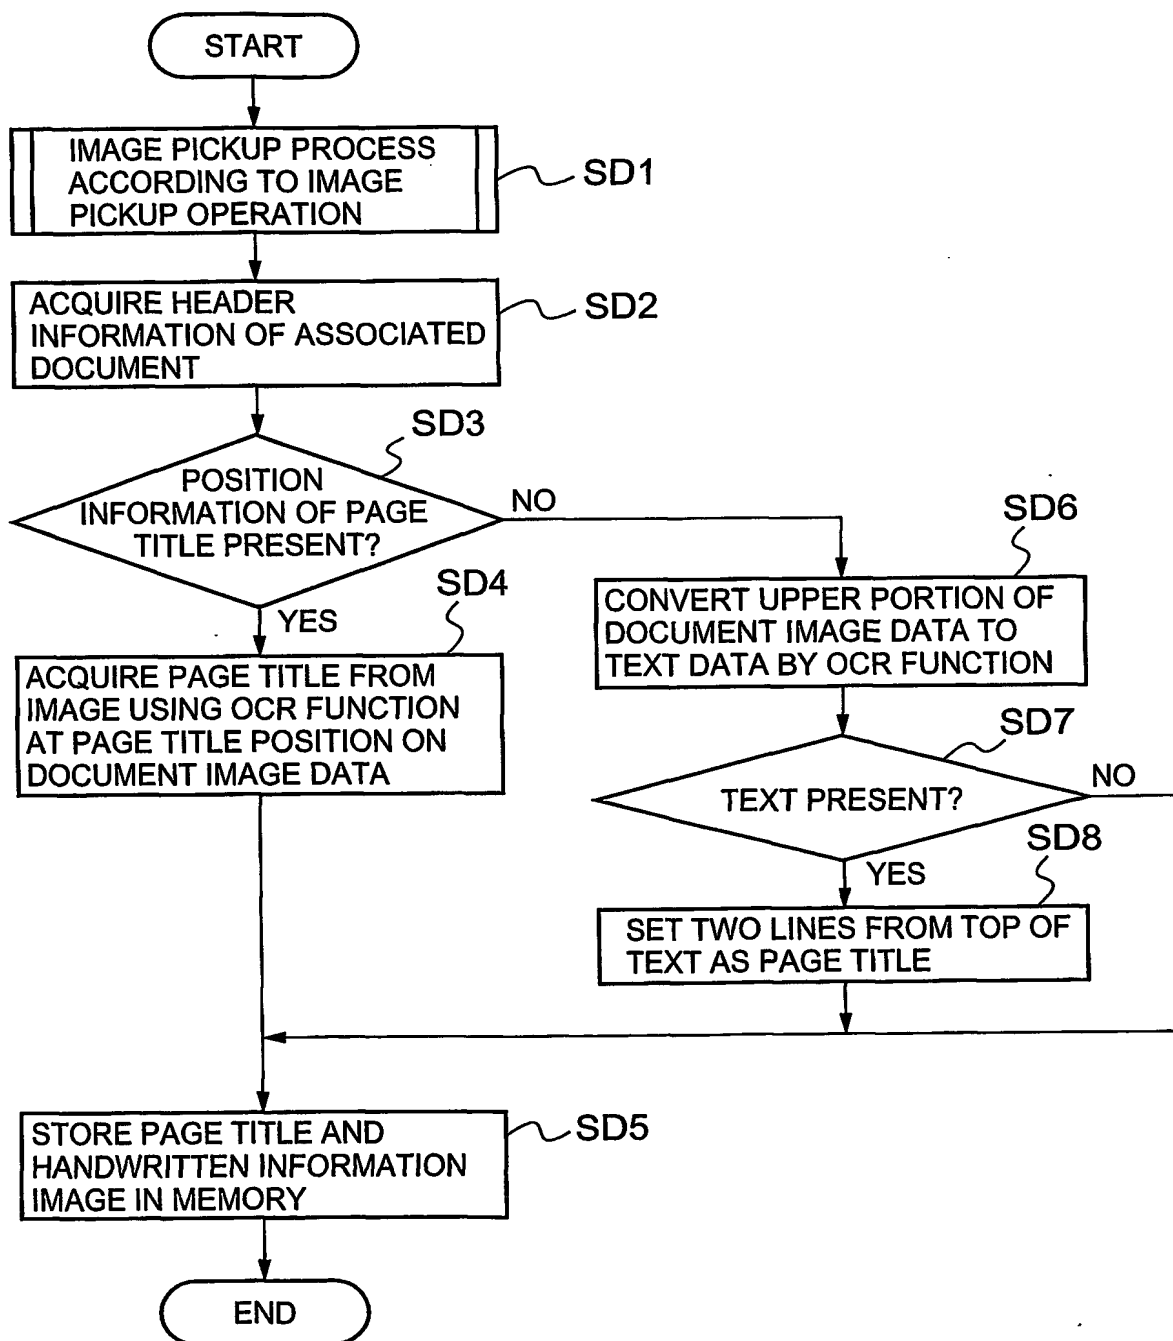 START
IMAGE PICKUP PROCESS
ACCORDING TO IMAGE
PICKUP OPERATION
SD1
ACQUIRE HEADER
INFORMATION OF ASSOCIATED
DOCUMENT
SD2
SD3
POSITION
INFORMATION OF PAGE
TITLE PRESENT?
NO
YES
SD4
ACQUIRE PAGE TITLE FROM
IMAGE USING OCR FUNCTION
AT PAGE TITLE POSITION ON
DOCUMENT IMAGE DATA
SD6
CONVERT UPPER PORTION OF
DOCUMENT IMAGE DATA TO
TEXT DATA BY OCR FUNCTION
SD7
TEXT PRESENT?
NO
YES
SD8
SET TWO LINES FROM TOP OF
TEXT AS PAGE TITLE
STORE PAGE TITLE AND
HANDWRITTEN INFORMATION
IMAGE IN MEMORY
SD5
END